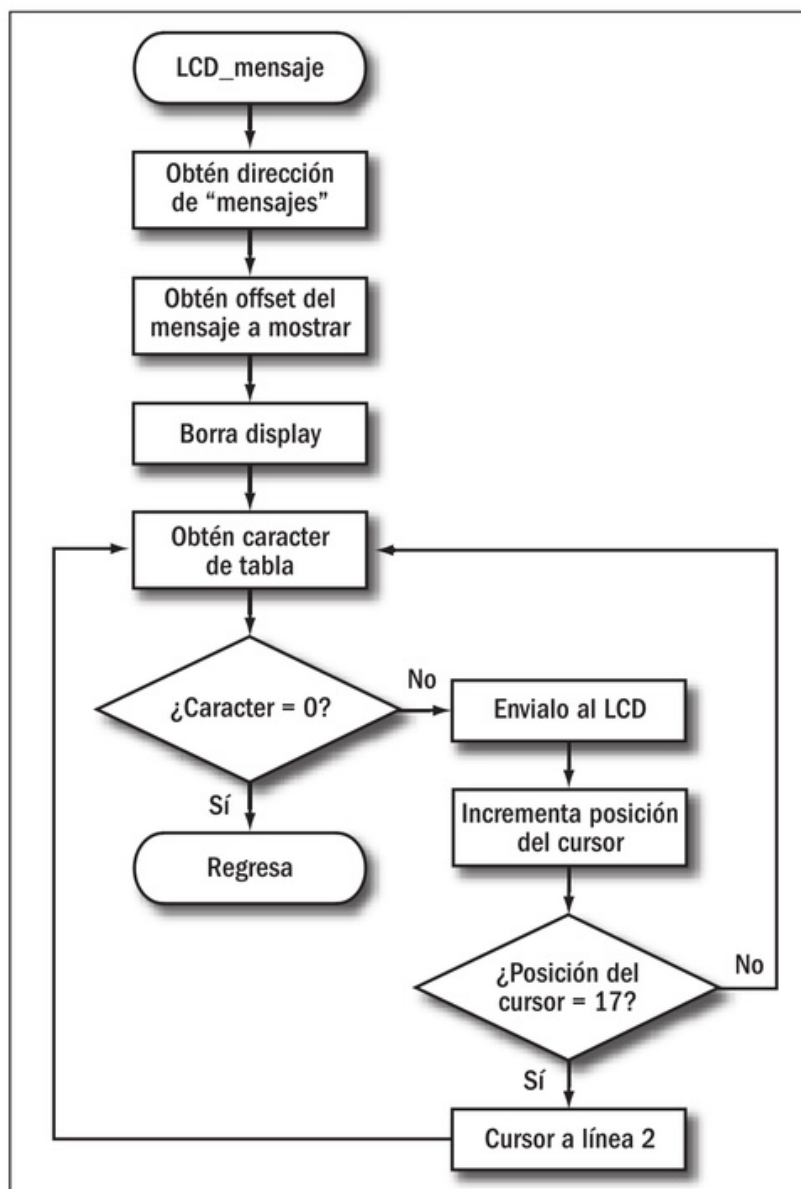 LCD_mensaje
Obtén dirección
de “mensajes”
Obtén offset del
mensaje a mostrar
Borra display
Obtén caracter
de tabla
¿Caracter = 0?
No
Envialo al LCD
Incrementa posición
del cursor
Sí
Regresa
¿Posición del
cursor = 17?
No
Sí
Cursor a línea 2